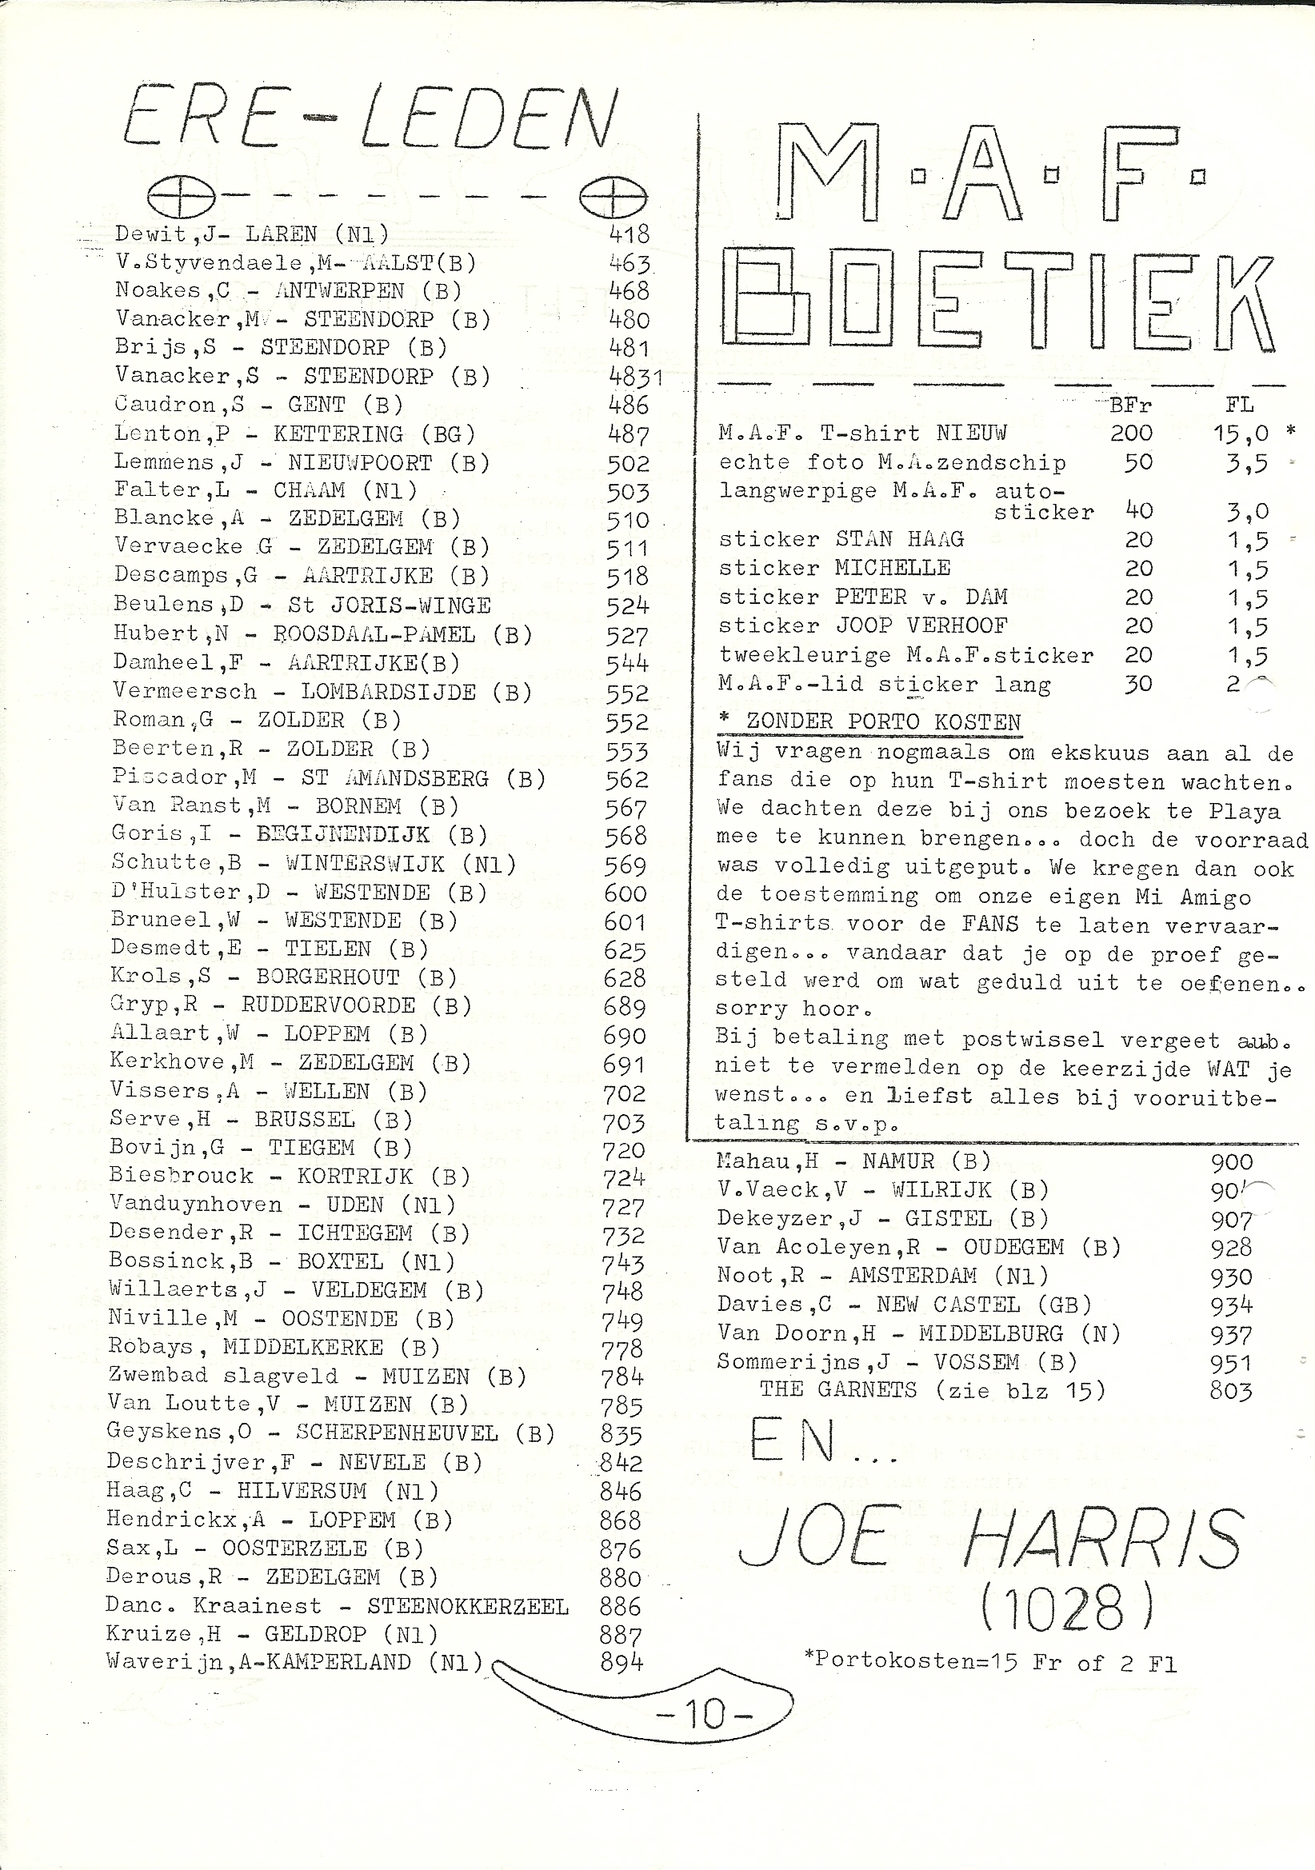 ERE-LEDEN
Dewit,J- LAREN (Nl) 418
V.Styvendaele,M- AALST(B) 463
Noakes,C - ANTWERPEN (B) 468
Vanacker,M - STEENDORP (B) 480
Brijs,S - STEENDORP (B) 481
Vanacker,S - STEENDORP (B) 4831
Caudron,S - GENT (B) 486
Lenton,P - KETTERING (BG) 487
Lemmens,J - NIEUWPOORT (B) 502
Falter,L - CHAAM (Nl) 503
Blancke,A - ZEDELGEM (B) 510
Vervaecke G - ZEDELGEM (B) 511
Descamps,G - AARTRIJKE (B) 518
Beulens,D - St JORIS-WINGE 524
Hubert,N - ROOSDAAL-PAMEL (B) 527
Damheel,F - AARTRIJKE(B) 544
Vermeersch - LOMBARDSIJDE (B) 552
Roman,G - ZOLDER (B) 552
Beerten,R - ZOLDER (B) 553
Piscador,M - ST AMANDSBERG (B) 562
Van Ranst,M - BORNEM (B) 567
Goris,I - BEGIJNENDIJK (B) 568
Schutte,B - WINTERSWIJK (Nl) 569
D'Hulster,D - WESTENDE (B) 600
Bruneel,W - WESTENDE (B) 601
Desmedt,E - TIELEN (B) 625
Krols,S - BORGERHOUT (B) 628
Gryp,R - RUDDERVOORDE (B) 689
Allaart,W - LOPPEM (B) 690
Kerkhove,M - ZEDELGEM (B) 691
Vissers,A - WELLEN (B) 702
Serve,H - BRUSSEL (B) 703
Bovijn,G - TIEGEM (B) 720
Biesbrouck - KORTRIJK (B) 724
Vanduynhoven - UDEN (Nl) 727
Desender,R - ICHTEGEM (B) 732
Bossinck,B - BOXTEL (Nl) 743
Willaerts,J - VELDEGEM (B) 748
Niville,M - OOSTENDE (B) 749
Robays, MIDDELKERKE (B) 778
Zwembad slagveld - MUIZEN (B) 784
Van Loutte,V - MUIZEN (B) 785
Geyskens,O - SCHERPENHEUVEL (B) 835
Deschrijver,F - NEVELE (B) 842
Haag,C - HILVERSUM (Nl) 846
Hendrickx,A - LOPPEM (B) 868
Sax,L - OOSTERZELE (B) 876
Derous,R - ZEDELGEM (B) 880
Danc. Kraainest - STEENOKKERZEEL 886
Kruize,H - GELDROP (Nl) 887
Waverijn,A-KAMPERLAND (Nl) 894
M.A.F.
BOETIEK
BFr FL
M.A.F. T-shirt NIEUW 200 15,0 *
echte foto M.A.zendschip 50 3,5
langwerpige M.A.F. auto-
sticker 40 3,0
sticker STAN HAAG 20 1,5
sticker MICHELLE 20 1,5
sticker PETER v. DAM 20 1,5
sticker JOOP VERHOOF 20 1,5
tweekleurige M.A.F.sticker 20 1,5
M.A.F.-lid sticker lang 30 2
* ZONDER PORTO KOSTEN
Wij vragen nogmaals om ekskuus aan al de
fans die op hun T-shirt moesten wachten.
We dachten deze bij ons bezoek te Playa
mee te kunnen brengen... doch de voorraad
was volledig uitgeput. We kregen dan ook
de toestemming om onze eigen Mi Amigo
T-shirts voor de FANS te laten vervaar-
digen... vandaar dat je op de proef ge-
steld werd om wat geduld uit te oefenen..
sorry hoor.
Bij betaling met postwissel vergeet aub.
niet te vermelden op de keerzijde WAT je
wenst... en liefst alles bij vooruitbe-
taling s.v.p.
Mahau,H - NAMUR (B) 900
V.Vaeck,V - WILRIJK (B)
Dekeyzer,J - GISTEL (B) 907
Van Acoleyen,R - OUDEGEM (B) 928
Noot,R - AMSTERDAM (Nl) 930
Davies,C - NEW CASTEL (GB) 934
Van Doorn,H - MIDDELBURG (N) 937
Sommerijns,J - VOSSEM (B) 951
THE GARNETS (zie blz 15) 803
EN...
JOE HARRIS
(1028)
*Portokosten=15 Fr of 2 Fl
-10-